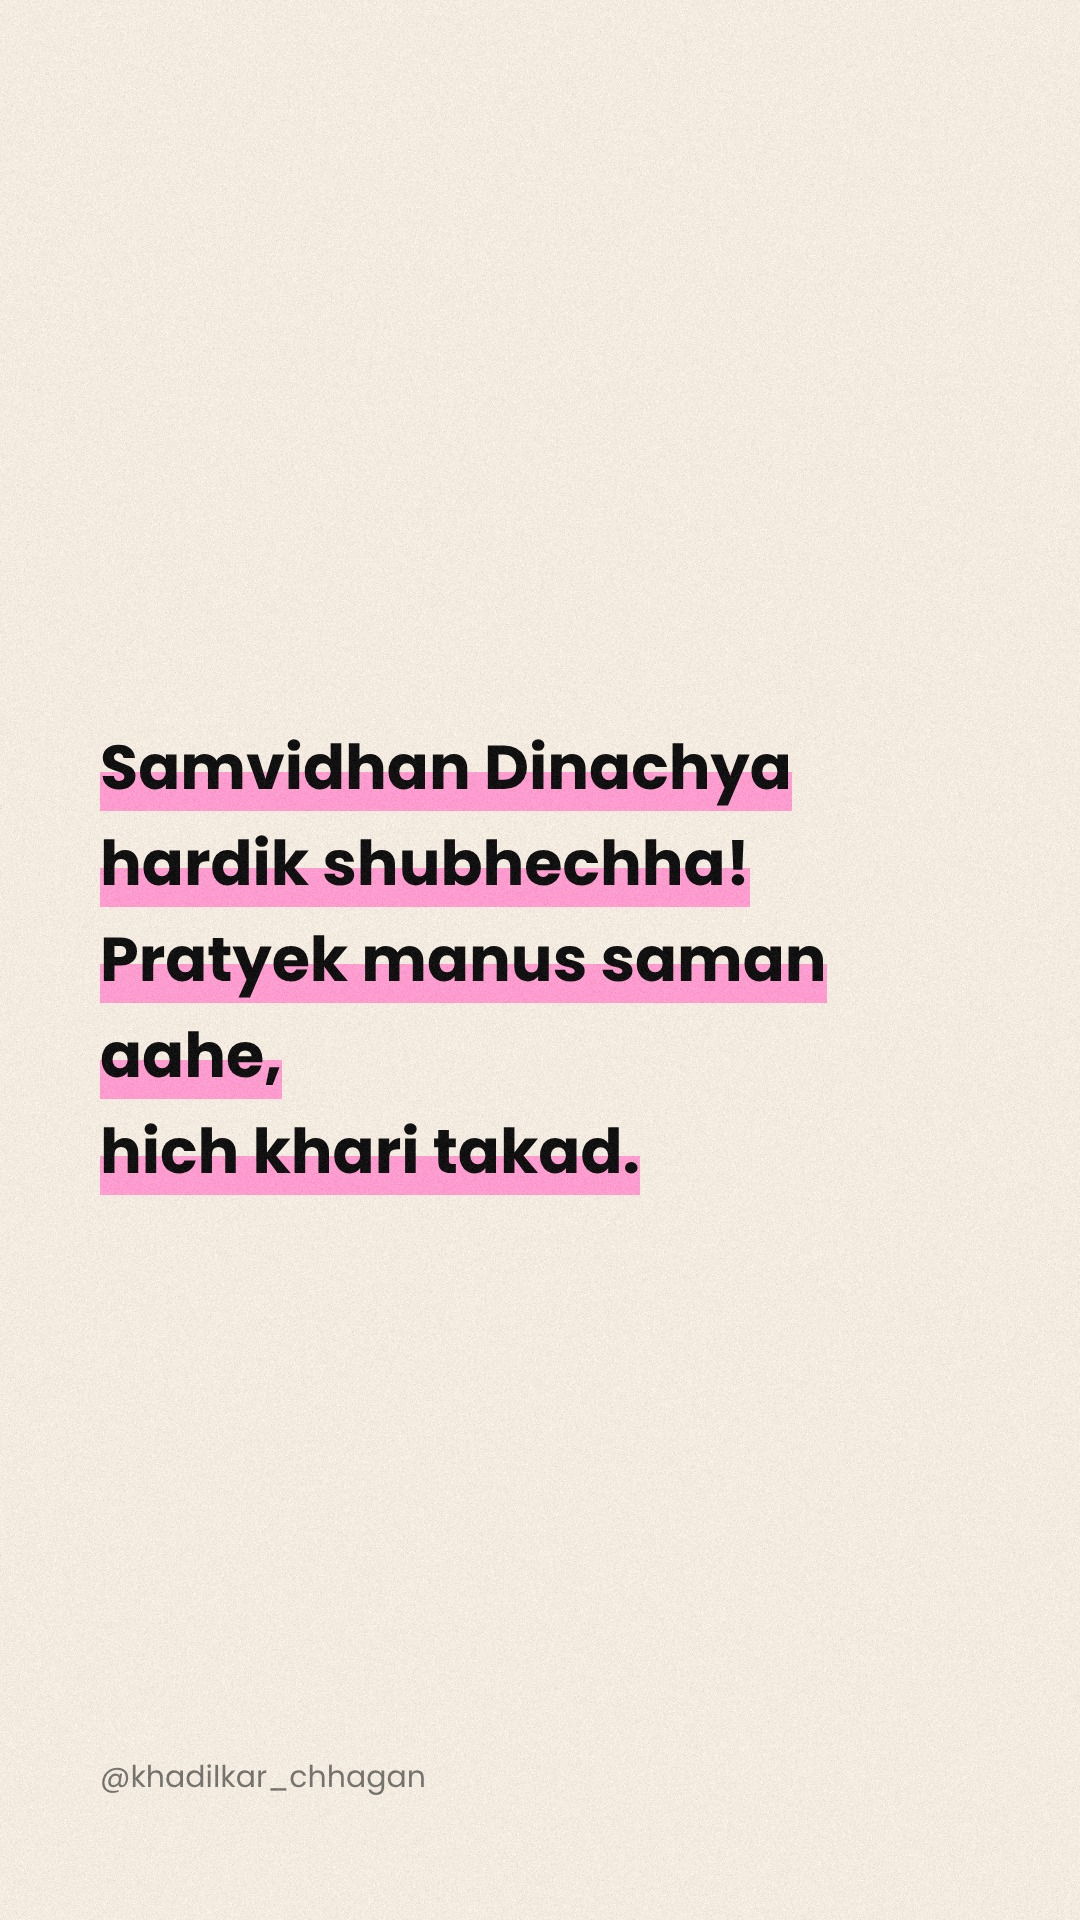 Samvidhan Dinachya
hardik shubhechha!
Pratyek manus saman
aahe,
hich khari takad.
@khadilkar_chhagan